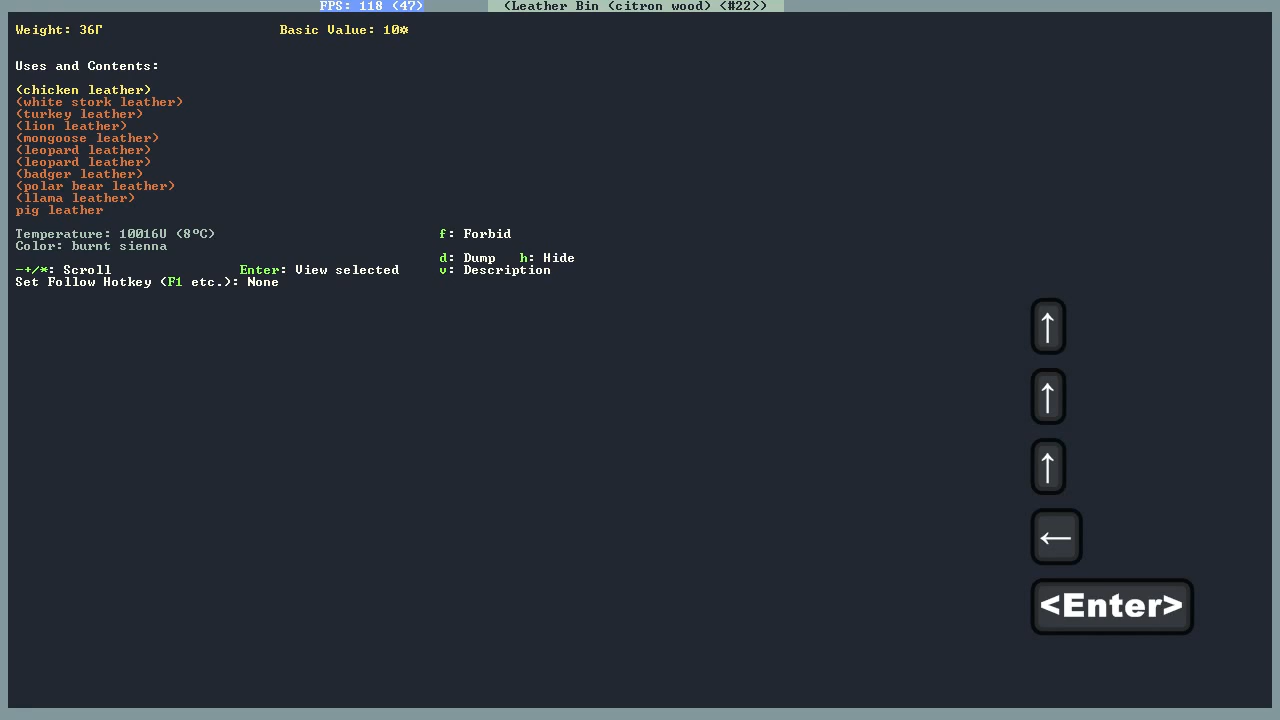 FPS: 118 (47) (Leather Bin (citron wood) <#22>)
Weight: 36Γ Basic Value: 10☼
Uses and Contents:
(chicken leather)
(white stork leather)
(turkey leather)
(lion leather)
(mongoose leather)
(leopard leather)
(leopard leather)
(badger leather)
(polar bear leather)
(llama leather)
pig leather
Temperature: 10016U (8°C) f: Forbid
Color: burnt sienna
d: Dump h: Hide
-+/*: Scroll Enter: View selected v: Description
Set Follow Hotkey (F1 etc.): None
↑
↑
↑
←
<Enter>